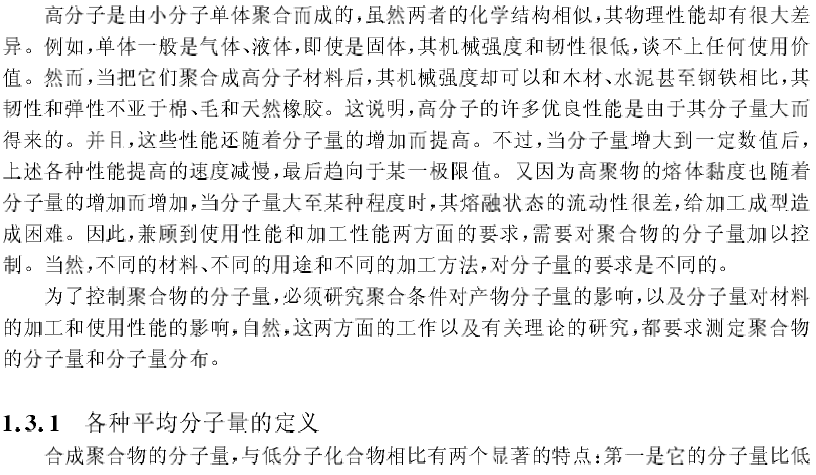 高分子是由小分子单体聚合而成的,虽然两者的化学结构相似,其物理性能却有很大差
异。例如,单体一般是气体、液体,即使是固体,其机械强度和韧性很低,谈不上任何使用价
值。然而,当把它们聚合成高分子材料后,其机械强度却可以和木材、水泥甚至钢铁相比,其
韧性和弹性不亚于棉、毛和天然橡胶。这说明,高分子的许多优良性能是由于其分子量大而
得来的。并且,这些性能还随着分子量的增加而提高。不过,当分子量增大到一定数值后,
上述各种性能提高的速度减慢,最后趋向于某一极限值。又因为高聚物的熔体黏度也随着
分子量的增加而增加,当分子量大至某种程度时,其熔融状态的流动性很差,给加工成型造
成困难。因此,兼顾到使用性能和加工性能两方面的要求,需要对聚合物的分子量加以控
制。当然,不同的材料、不同的用途和不同的加工方法,对分子量的要求是不同的。
为了控制聚合物的分子量,必须研究聚合条件对产物分子量的影响,以及分子量对材料
的加工和使用性能的影响,自然,这两方面的工作以及有关理论的研究,都要求测定聚合物
的分子量和分子量分布。
1.3.1 各种平均分子量的定义
合成聚合物的分子量,与低分子化合物相比有两个显著的特点:第一是它的分子量比低